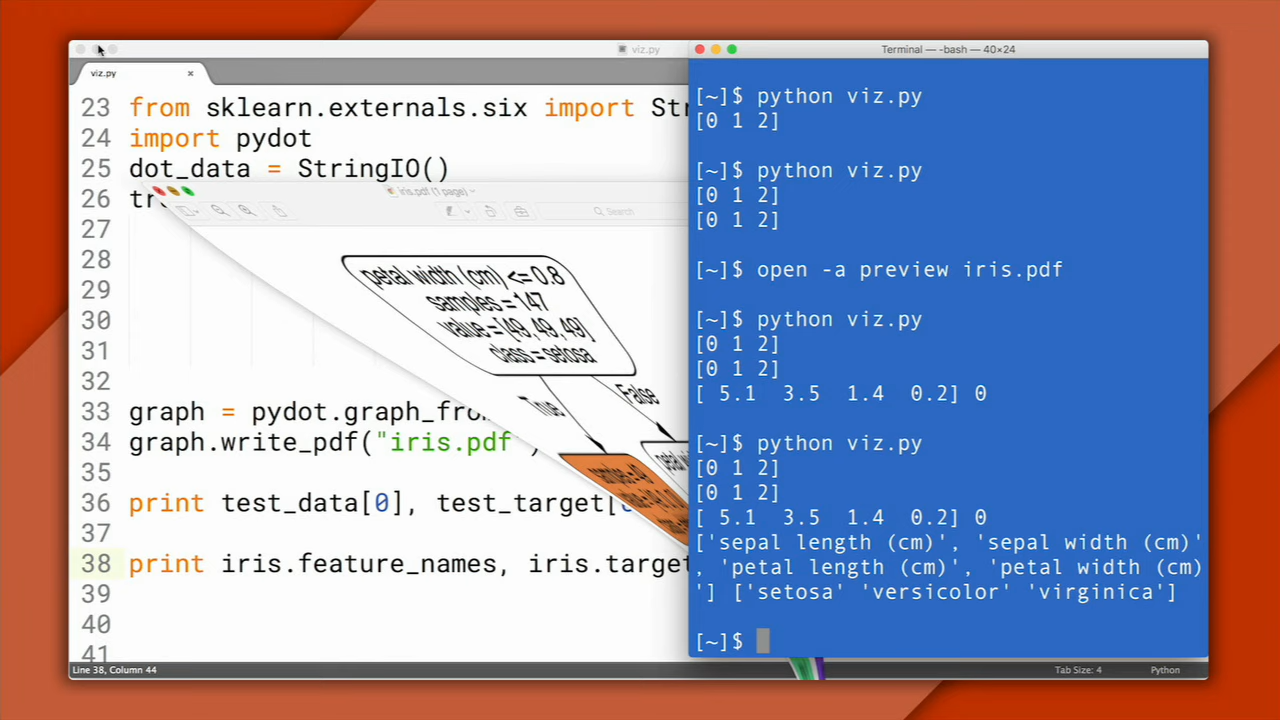 viz.py
viz.py
23 from sklearn.externals.six import Str
24 import pydot
25 dot_data = StringIO()
26
27
28
29
30
31
32
33 graph = pydot.graph_fro
34 graph.write_pdf("iris.pdf")
35
36 print test_data[0], test_target[
37
38 print iris.feature_names, iris.target
39
40
41
Line 38, Column 44
Tab Size: 4
Python
iris.pdf (1 page)
Search
petal width (cm) <= 0.8
samples = 147
value = [49, 49, 49]
class = setosa
True
False
Terminal — -bash — 40×24
[~]$ python viz.py
[0 1 2]
[~]$ python viz.py
[0 1 2]
[0 1 2]
[~]$ open -a preview iris.pdf
[~]$ python viz.py
[0 1 2]
[0 1 2]
[ 5.1 3.5 1.4 0.2] 0
[~]$ python viz.py
[0 1 2]
[0 1 2]
[ 5.1 3.5 1.4 0.2] 0
['sepal length (cm)', 'sepal width (cm)'
, 'petal length (cm)', 'petal width (cm)
'] ['setosa' 'versicolor' 'virginica']
[~]$